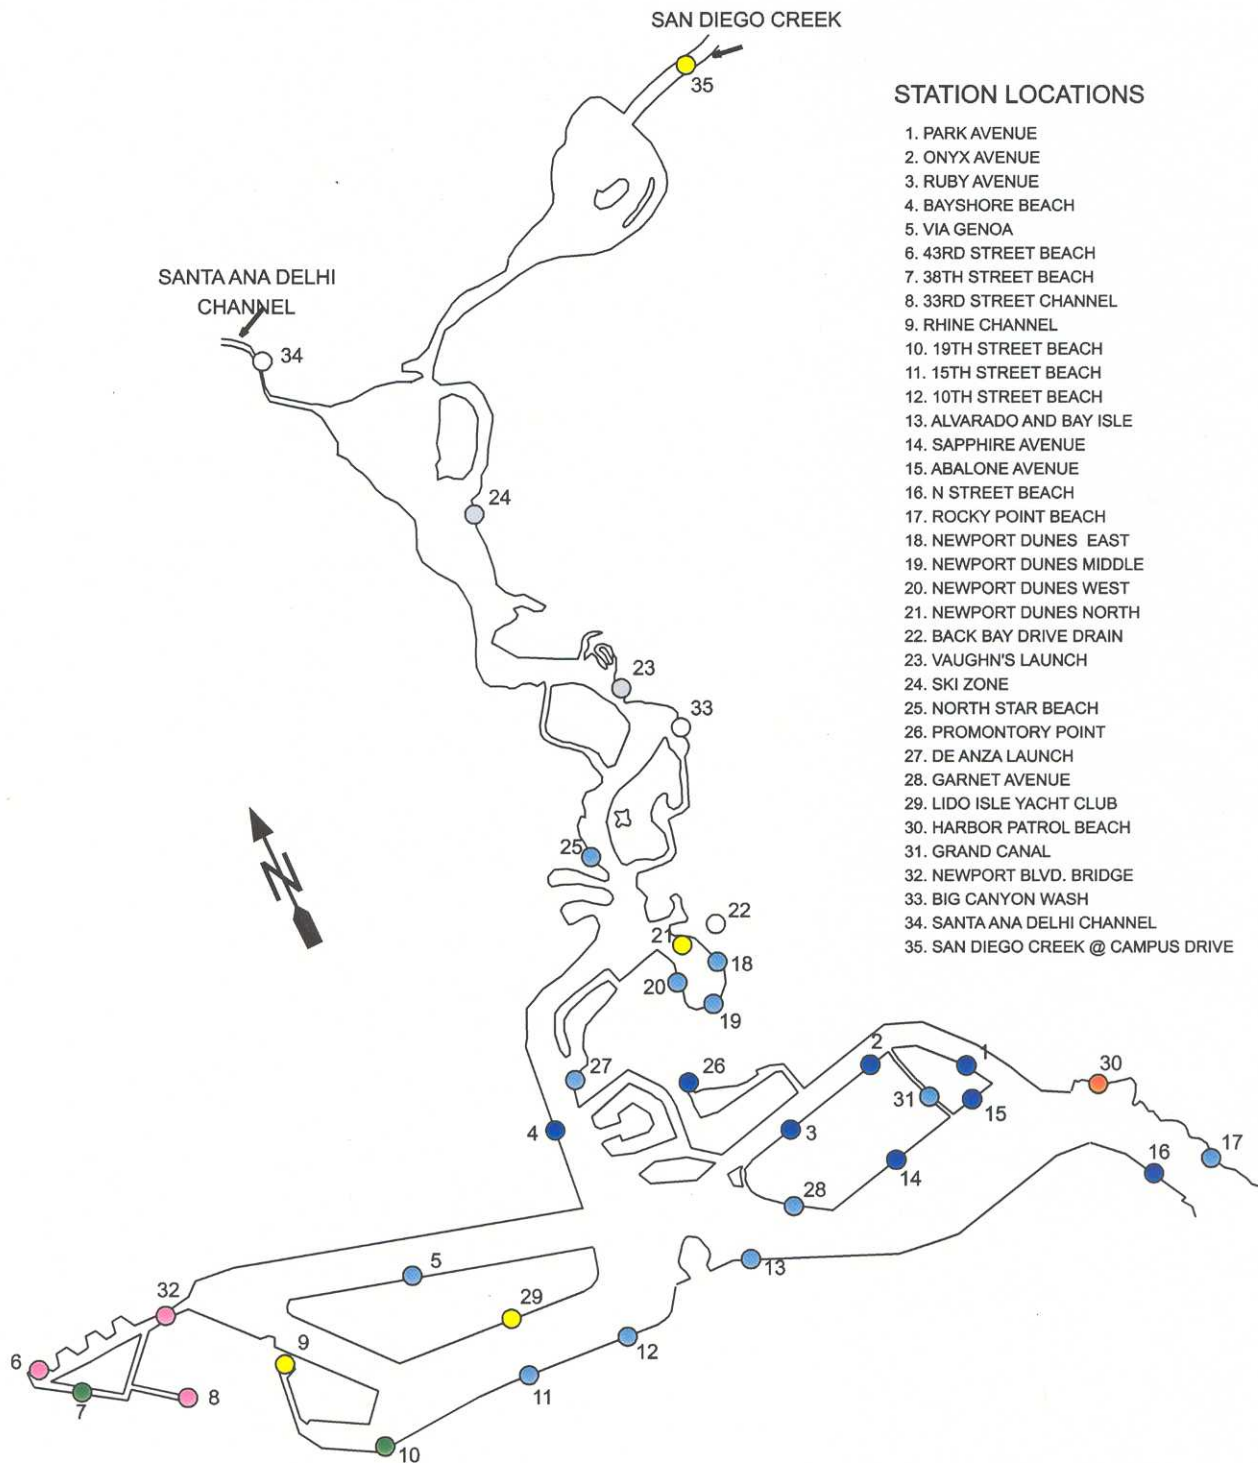 SAN DIEGO CREEK
35
STATION LOCATIONS
1. PARK AVENUE
2. ONYX AVENUE
3. RUBY AVENUE
4. BAYSHORE BEACH
5. VIA GENOA
6. 43RD STREET BEACH
7. 38TH STREET BEACH
8. 33RD STREET CHANNEL
9. RHINE CHANNEL
10. 19TH STREET BEACH
11. 15TH STREET BEACH
12. 10TH STREET BEACH
13. ALVARADO AND BAY ISLE
14. SAPPHIRE AVENUE
15. ABALONE AVENUE
16. N STREET BEACH
17. ROCKY POINT BEACH
18. NEWPORT DUNES EAST
19. NEWPORT DUNES MIDDLE
20. NEWPORT DUNES WEST
21. NEWPORT DUNES NORTH
22. BACK BAY DRIVE DRAIN
23. VAUGHN'S LAUNCH
24. SKI ZONE
25. NORTH STAR BEACH
26. PROMONTORY POINT
27. DE ANZA LAUNCH
28. GARNET AVENUE
29. LIDO ISLE YACHT CLUB
30. HARBOR PATROL BEACH
31. GRAND CANAL
32. NEWPORT BLVD. BRIDGE
33. BIG CANYON WASH
34. SANTA ANA DELHI CHANNEL
35. SAN DIEGO CREEK @ CAMPUS DRIVE
SANTA ANA DELHI
CHANNEL
34
24
23
33
25
22
21
18
20
19
2
1
27
26
30
31
15
4
3
16
17
14
28
13
5
32
29
9
12
6
11
7
8
10
N